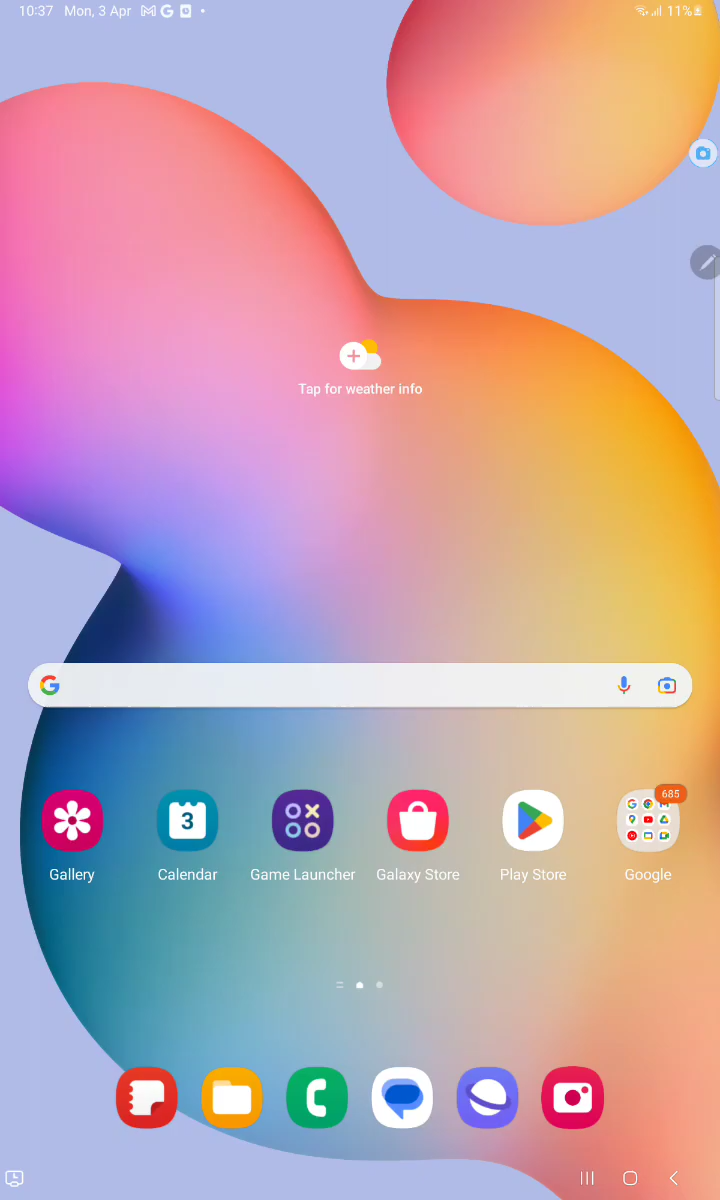 10:37 Mon, 3 Apr 11%
Tap for weather info
3
685
Gallery Calendar Game Launcher Galaxy Store Play Store Google